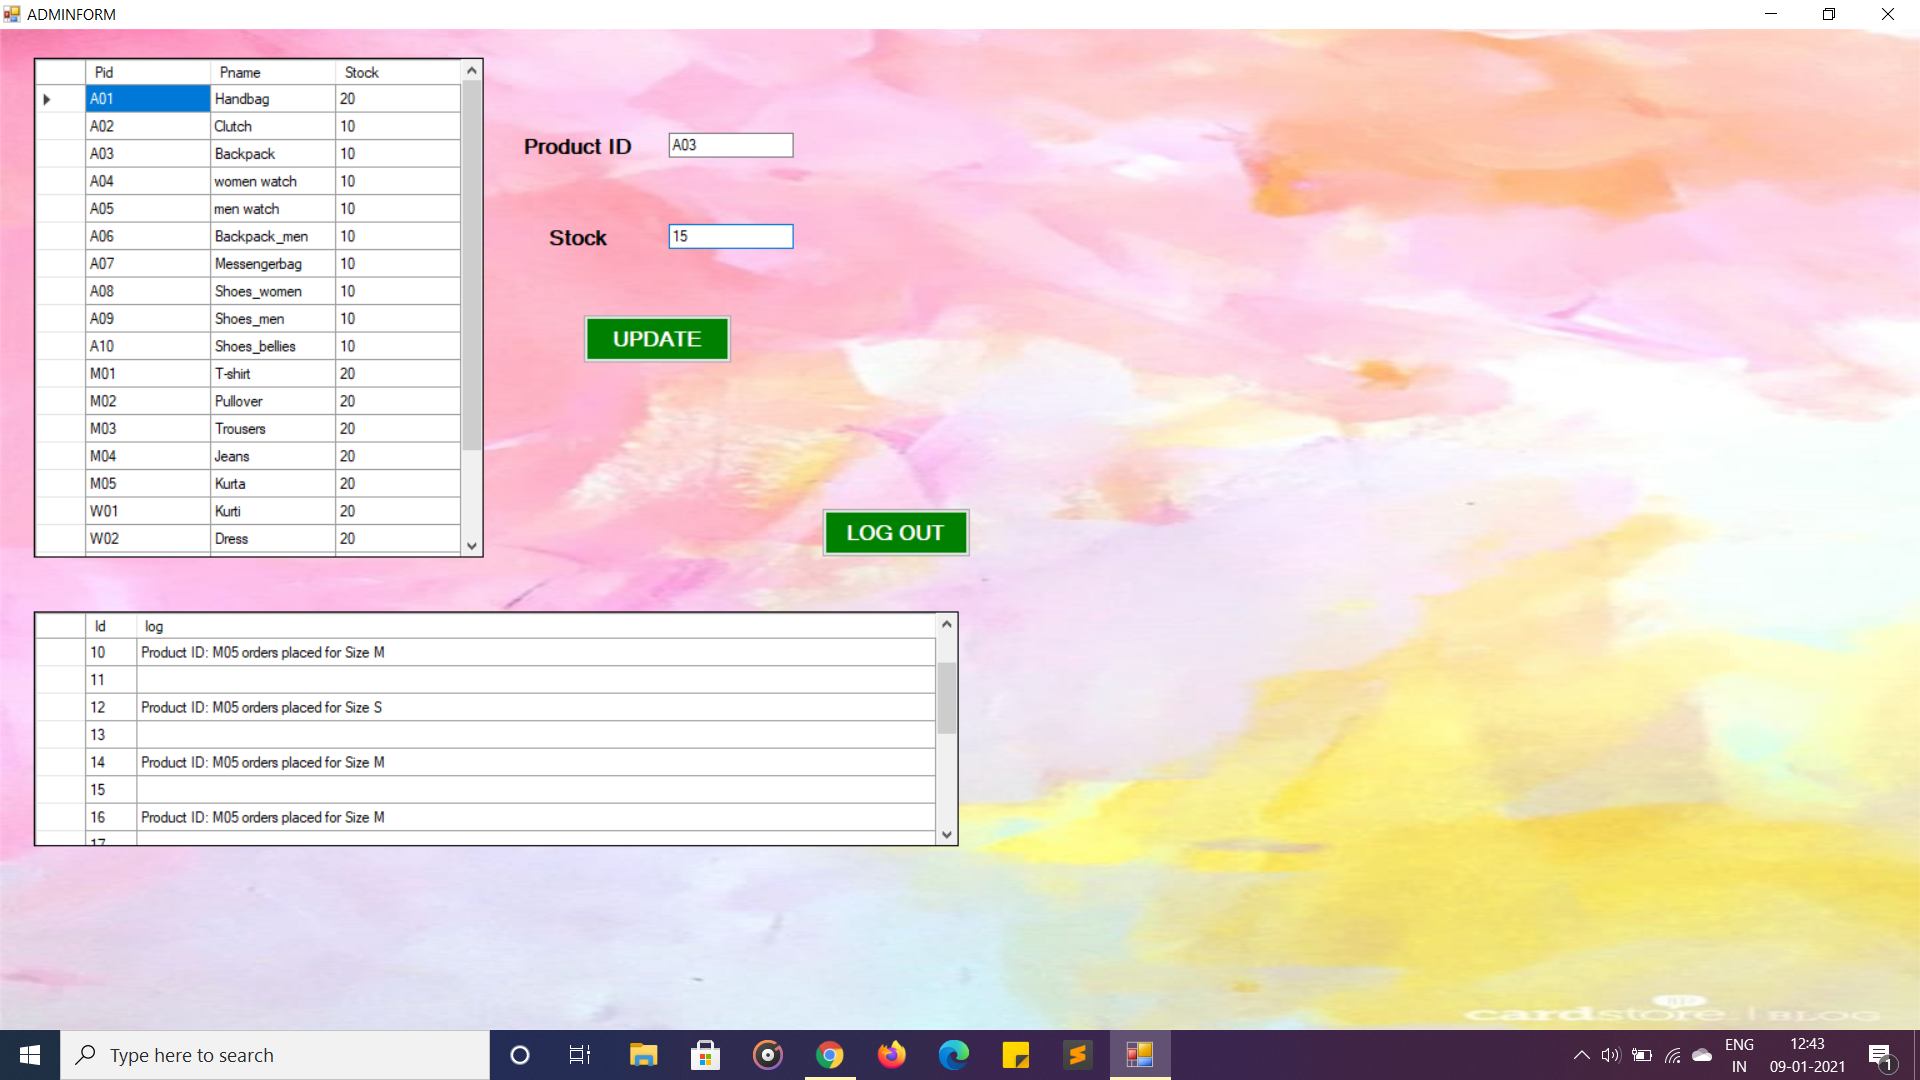 ADMINFORM
Pid Pname Stock
A01 Handbag 20
A02 Clutch 10
A03 Backpack 10
A04 women watch 10
A05 men watch 10
A06 Backpack_men 10
A07 Messengerbag 10
A08 Shoes_women 10
A09 Shoes_men 10
A10 Shoes_bellies 10
M01 T-shirt 20
M02 Pullover 20
M03 Trousers 20
M04 Jeans 20
M05 Kurta 20
W01 Kurti 20
W02 Dress 20
Product ID A03
Stock 15
UPDATE
LOG OUT
Id log
10 Product ID: M05 orders placed for Size M
11
12 Product ID: M05 orders placed for Size S
13
14 Product ID: M05 orders placed for Size M
15
16 Product ID: M05 orders placed for Size M
17
cardstore | BLOG
Type here to search
ENG
IN
12:43
09-01-2021
1